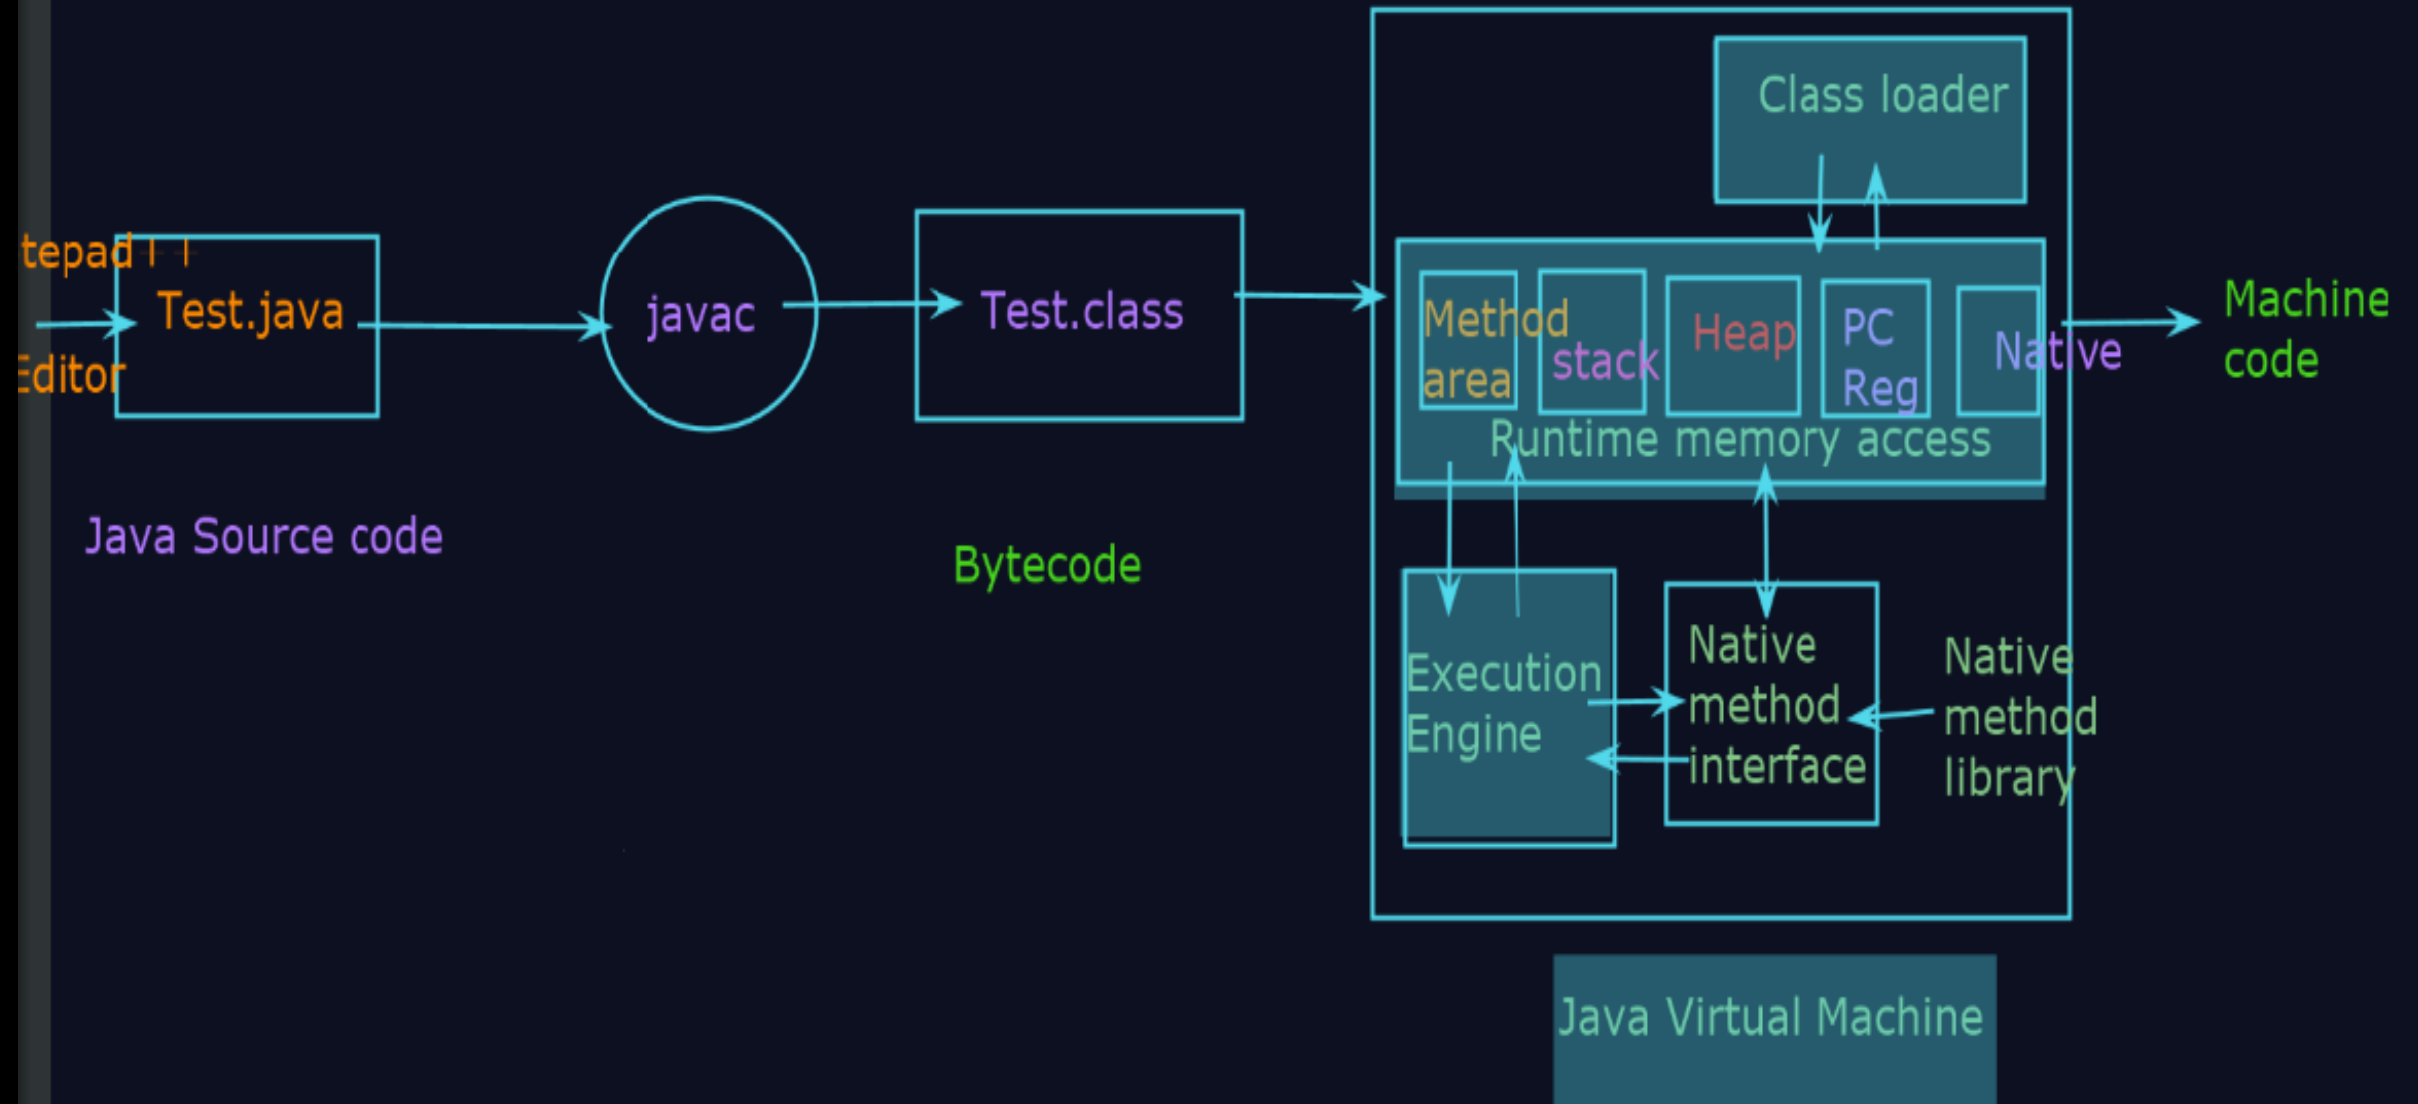 tepad++
Test.java
Editor
Java Source code
javac
Test.class
Bytecode
Class loader
Method
area
stack
Heap
PC
Reg
Native
Runtime memory access
Execution
Engine
Native
method
interface
Native
method
library
Machine
code
Java Virtual Machine